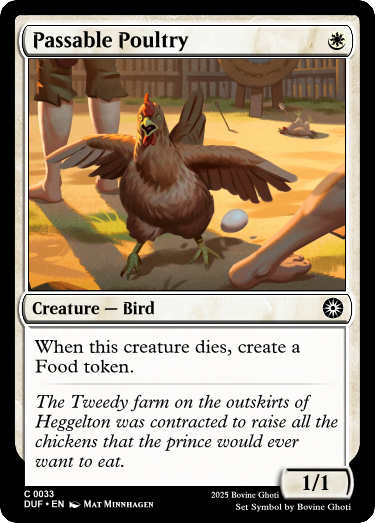 Passable Poultry
Creature — Bird
When this creature dies, create a
Food token.
The Tweedy farm on the outskirts of
Heggelton was contracted to raise all the
chickens that the prince would ever
want to eat.
1/1
C 0033
DUF • EN Mat Minnhagen
2025 Bovine Ghoti
Set Symbol by Bovine Ghoti